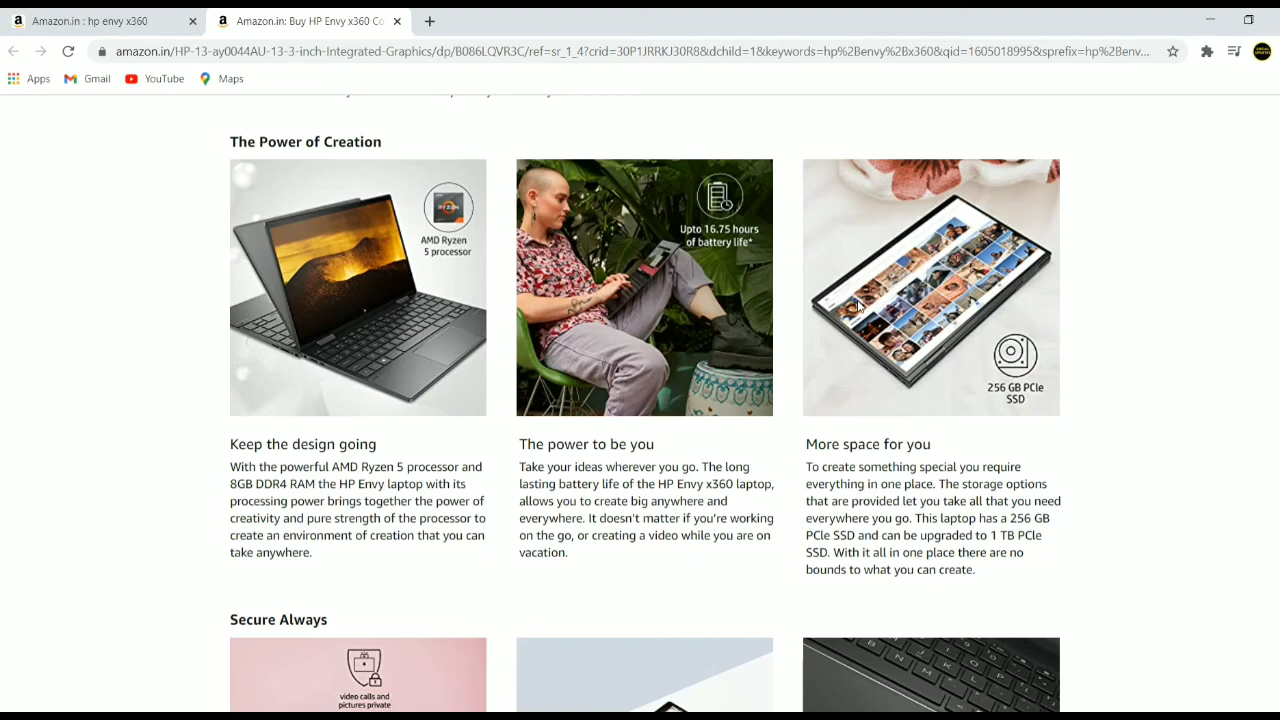 Amazon.in : hp envy x360
Amazon.in: Buy HP Envy x360 Co
amazon.in/HP-13-ay0044AU-13-3-inch-Integrated-Graphics/dp/B086LQVR3C/ref=sr_1_4?crid=30P1JRRKJ30R8&dchild=1&keywords=hp%2Benvy%2Bx360&qid=1605018995&sprefix=hp%2Benv...
Apps
Gmail
YouTube
Maps
The Power of Creation
RYZEN
AMD Ryzen
5 processor
Upto 16.75 hours
of battery life*
256 GB PCIe
SSD
Keep the design going
With the powerful AMD Ryzen 5 processor and
8GB DDR4 RAM the HP Envy laptop with its
processing power brings together the power of
creativity and pure strength of the processor to
create an environment of creation that you can
take anywhere.
The power to be you
Take your ideas wherever you go. The long
lasting battery life of the HP Envy x360 laptop,
allows you to create big anywhere and
everywhere. It doesn't matter if you're working
on the go, or creating a video while you are on
vacation.
More space for you
To create something special you require
everything in one place. The storage options
that are provided let you take all that you need
everywhere you go. This laptop has a 256 GB
PCIe SSD and can be upgraded to 1 TB PCIe
SSD. With it all in one place there are no
bounds to what you can create.
Secure Always
video calls and
pictures private